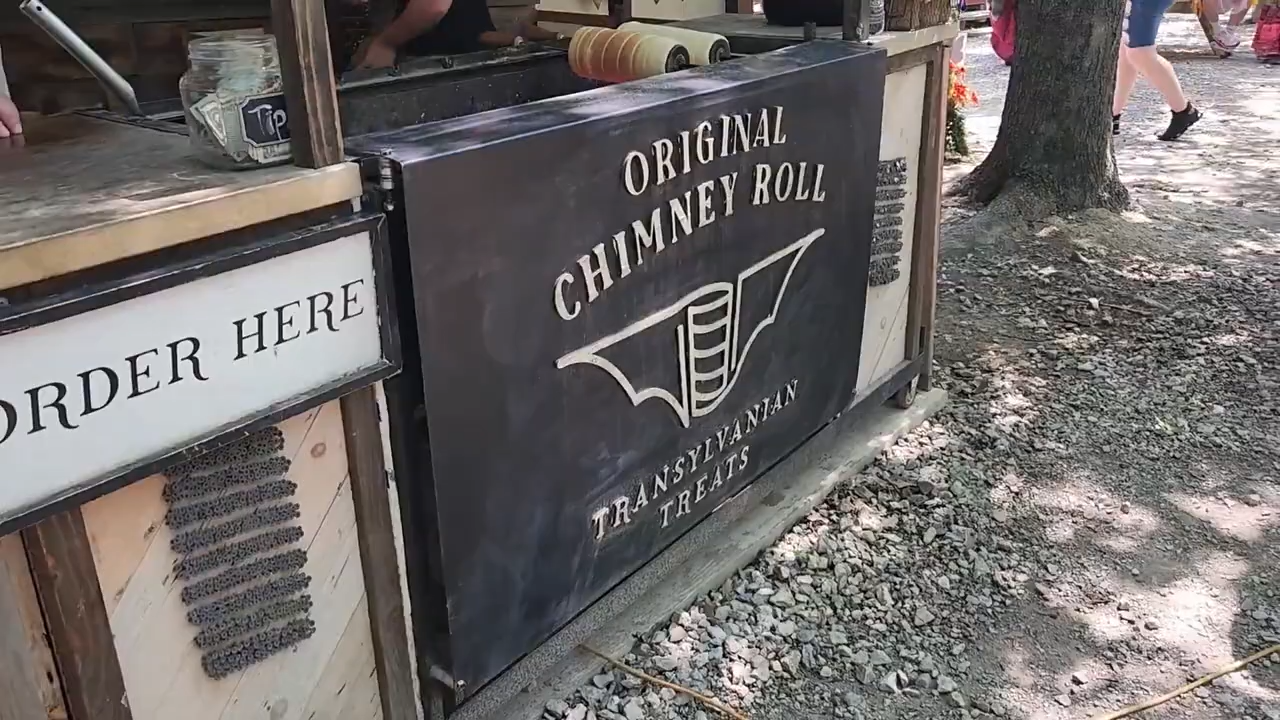 Tip
ORDER HERE
ORIGINAL
CHIMNEY ROLL
TRANSYLVANIAN
TREATS